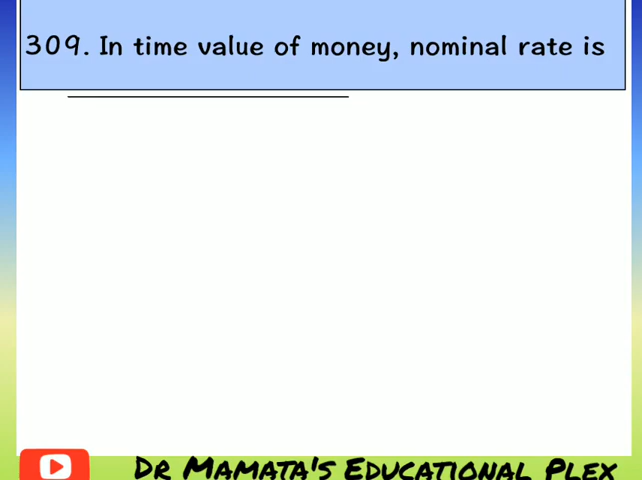 309. In time value of money, nominal rate is
Dr Mamata's Educational Plex